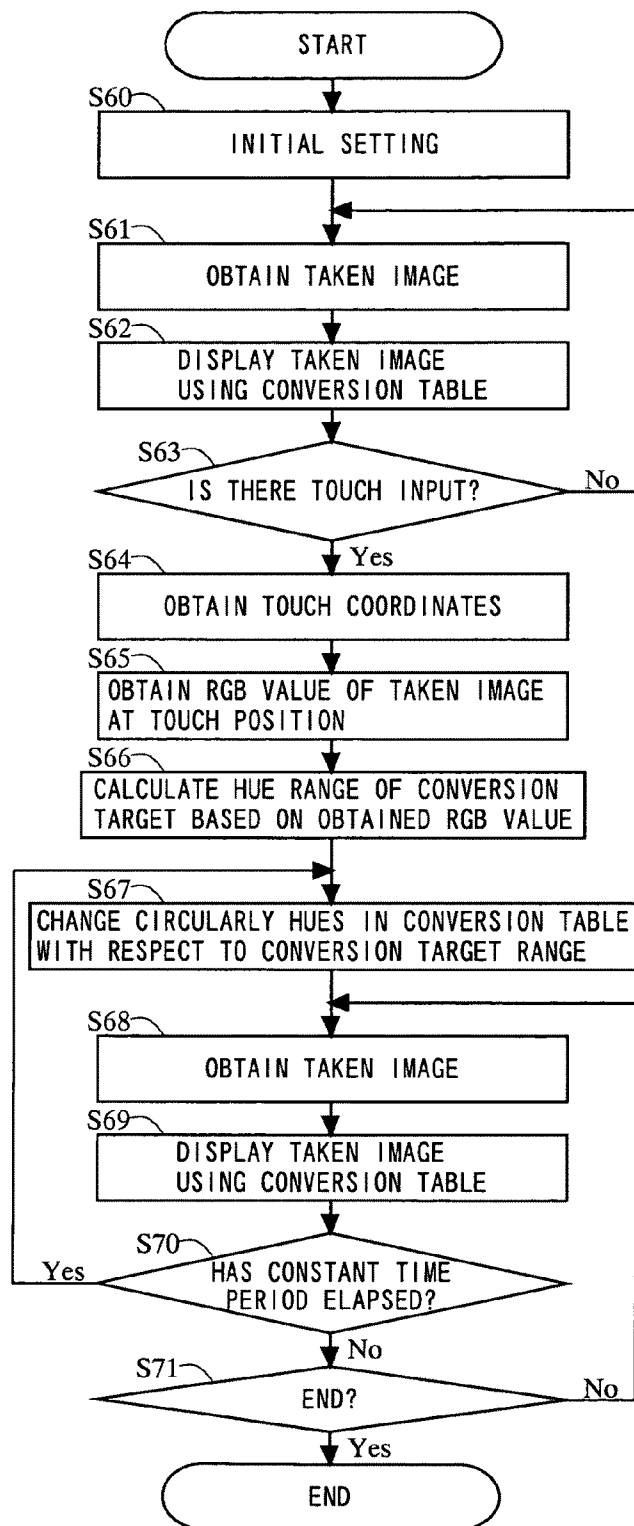 START
S60
INITIAL SETTING
S61
OBTAIN TAKEN IMAGE
S62
DISPLAY TAKEN IMAGE
USING CONVERSION TABLE
S63
IS THERE TOUCH INPUT?
No
Yes
S64
OBTAIN TOUCH COORDINATES
S65
OBTAIN RGB VALUE OF TAKEN IMAGE
AT TOUCH POSITION
S66
CALCULATE HUE RANGE OF CONVERSION
TARGET BASED ON OBTAINED RGB VALUE
S67
CHANGE CIRCULARLY HUES IN CONVERSION TABLE
WITH RESPECT TO CONVERSION TARGET RANGE
S68
OBTAIN TAKEN IMAGE
S69
DISPLAY TAKEN IMAGE
USING CONVERSION TABLE
S70
Yes
HAS CONSTANT TIME
PERIOD ELAPSED?
No
S71
END?
No
Yes
END